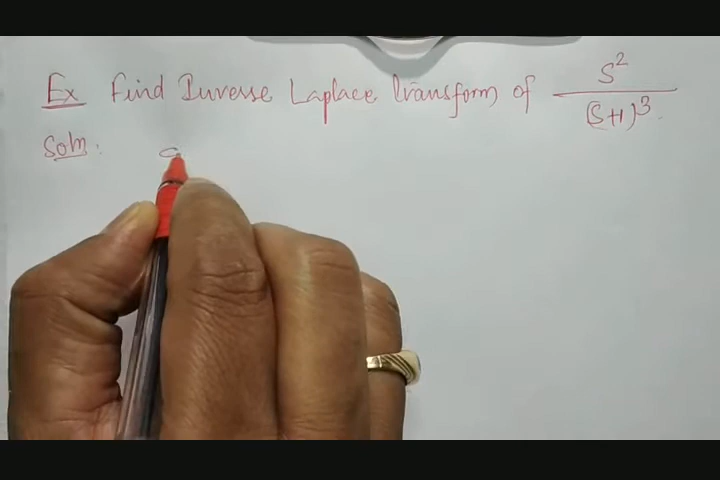 Ex Find Inverse Laplace transform of s²/(s+1)³.
Soln.